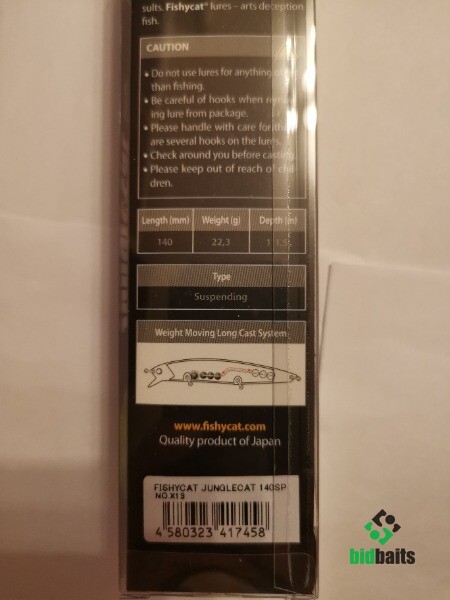 sults. Fishycat® lures - arts deception
fish.
CAUTION
• Do not use lures for anything
than fishing.
• Be careful of hooks when
ing lure from package.
• Please handle with care for
are several hooks on the lure
• Check around you before casting
• Please keep out of reach of chil
dren.
Length (mm) Weight (g) Depth (m)
140 22,3
Type
Suspending
Weight Moving Long Cast System
www.fishycat.com
Quality product of Japan
FISHYCAT JUNGLECAT 140SP
NO.X13
4 580323 417458
bidbaits